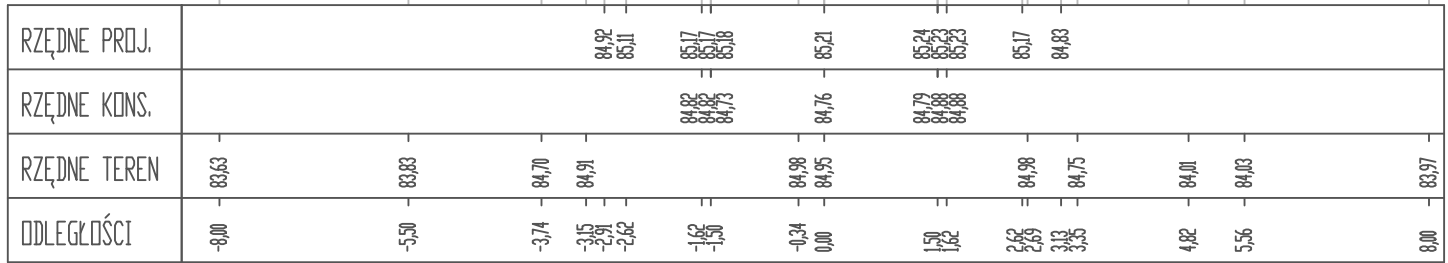 RZĘDNE PROJ. 84,92 85,11 85,17 85,17 85,18 85,21 85,24 85,23 85,23 85,17 84,83
RZĘDNE KONS. 84,82 84,82 84,73 84,76 84,79 84,88 84,88
RZĘDNE TEREN 83,63 83,83 84,70 84,91 84,98 84,95 84,98 84,75 84,01 84,03 83,97
ODLEGŁOŚCI -8,00 -5,50 -3,74 -3,15 -2,91 -2,62 -1,62 -1,50 -0,34 0,00 1,50 1,62 2,62 2,69 3,13 3,35 4,82 5,56 8,00